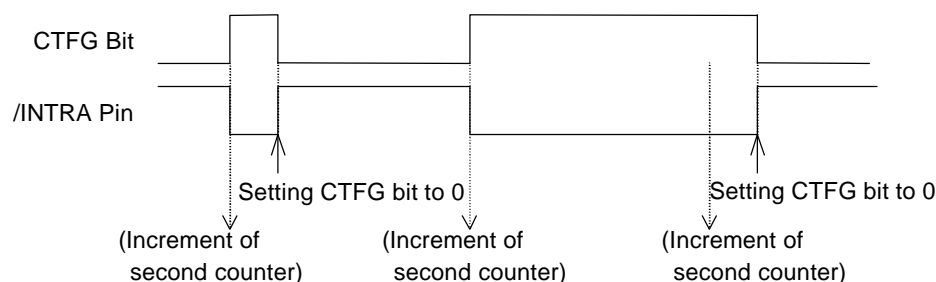 CTFG Bit
/INTRA Pin
Setting CTFG bit to 0
Setting CTFG bit to 0
(Increment of
second counter)
(Increment of
second counter)
(Increment of
second counter)